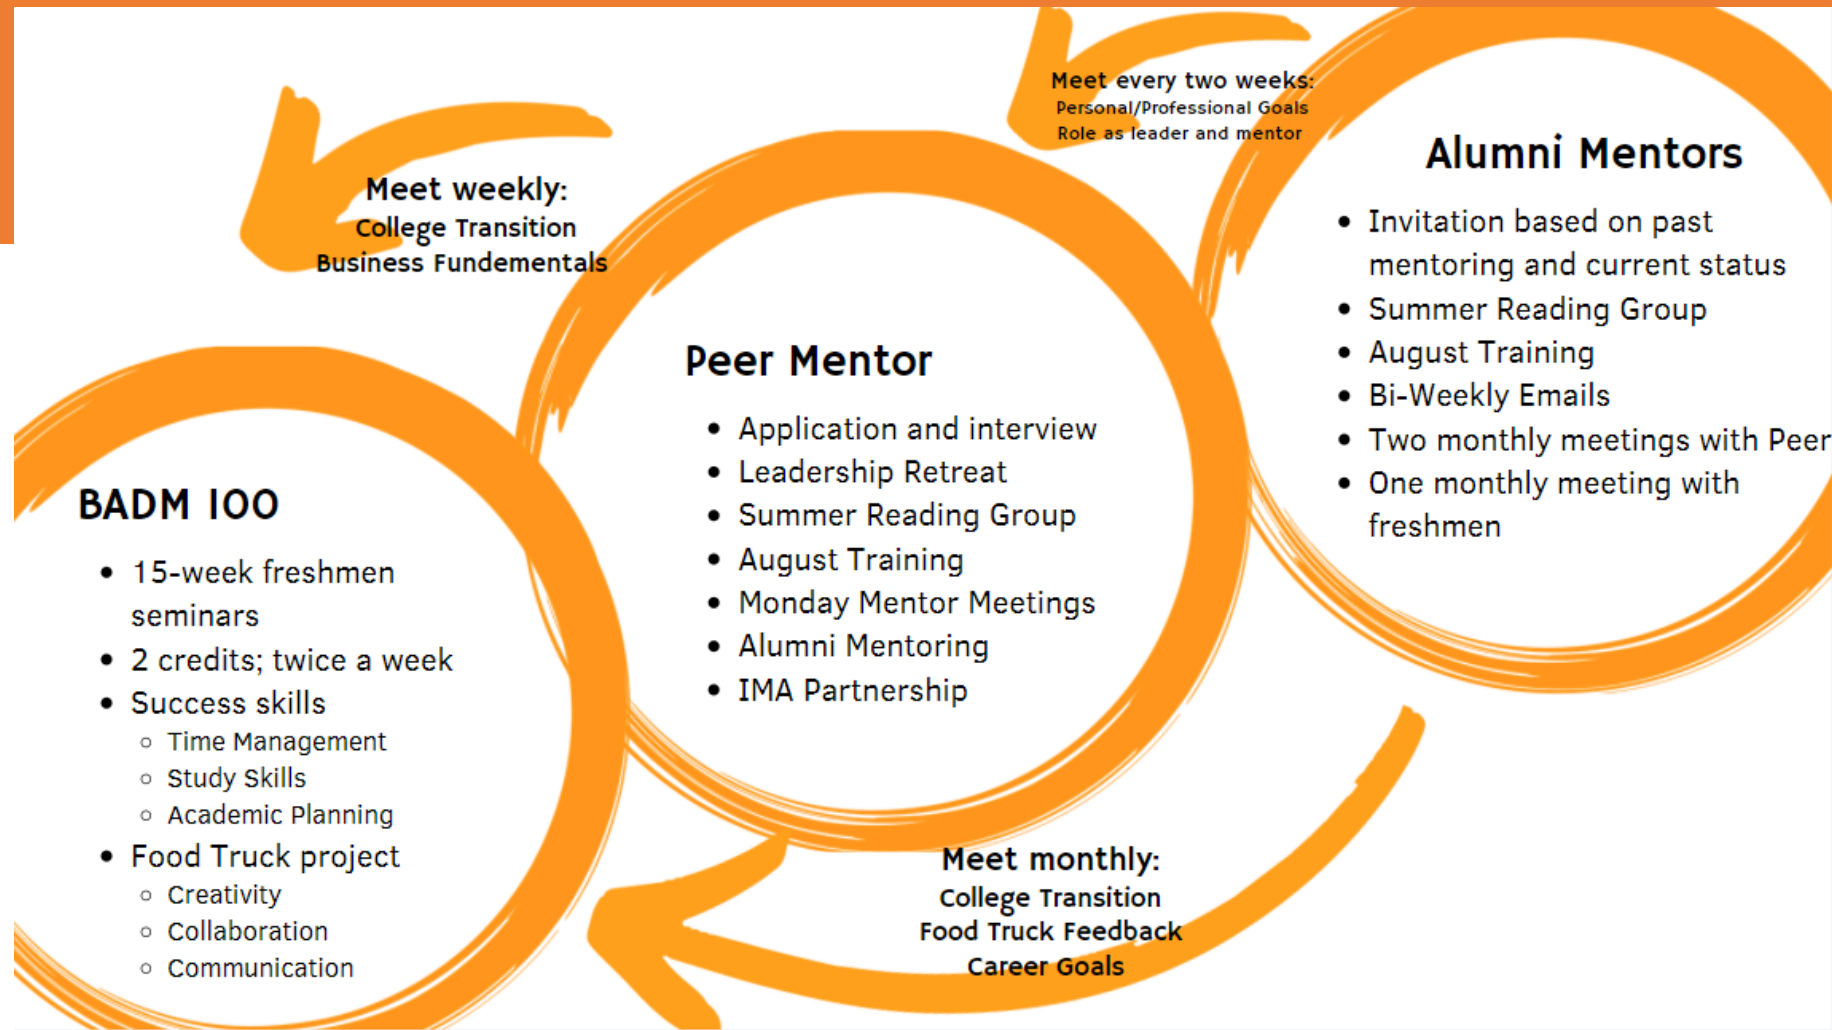 Meet every two weeks:
Personal/Professional Goals
Role as leader and mentor
Alumni Mentors
Invitation based on past
mentoring and current status
Summer Reading Group
August Training
Bi-Weekly Emails
Two monthly meetings with Peer
One monthly meeting with
freshmen
Meet weekly:
College Transition
Business Fundementals
Peer Mentor
Application and interview
Leadership Retreat
Summer Reading Group
August Training
Monday Mentor Meetings
Alumni Mentoring
IMA Partnership
BADM 100
15-week freshmen
seminars
2 credits; twice a week
Success skills
Time Management
Study Skills
Academic Planning
Food Truck project
Creativity
Collaboration
Communication
Meet monthly:
College Transition
Food Truck Feedback
Career Goals